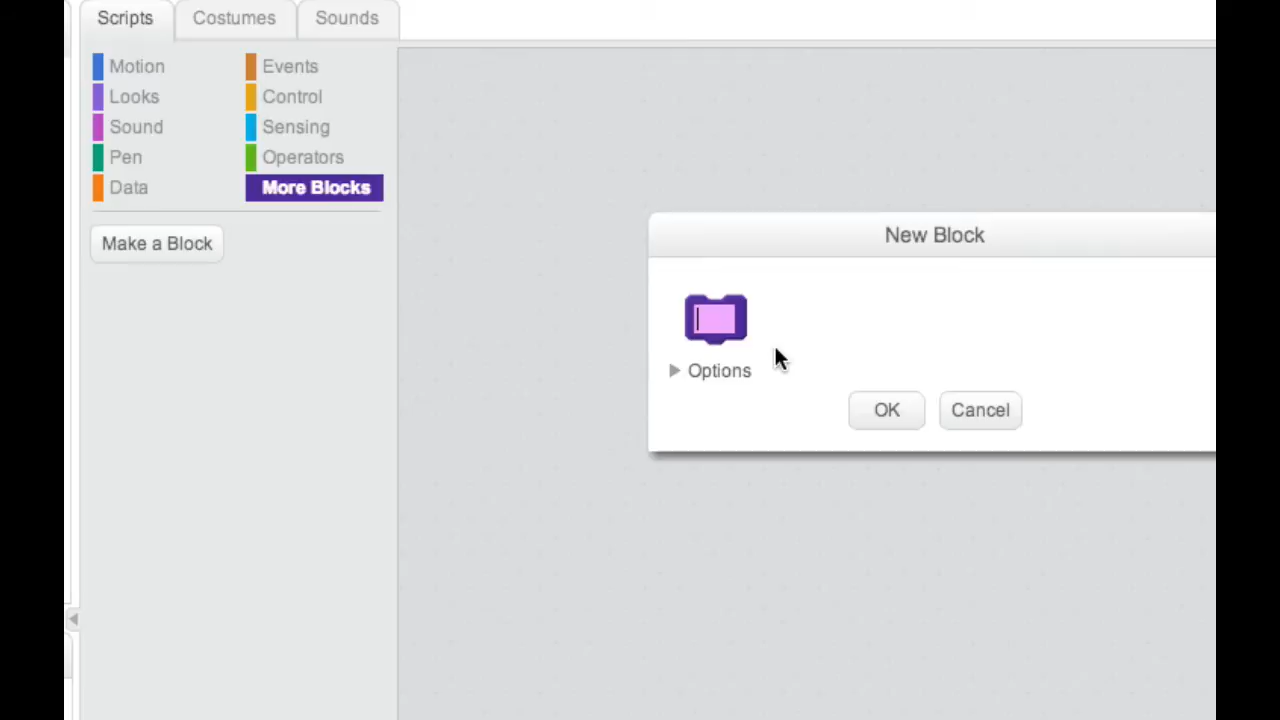 Scripts Costumes Sounds
Motion Events
Looks Control
Sound Sensing
Pen Operators
Data More Blocks
Make a Block
New Block
Options
OK Cancel